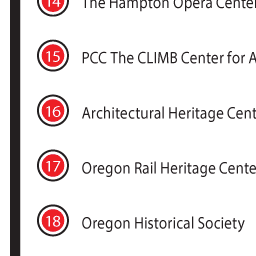 14 The Hampton Opera Center
15 PCC The CLIMB Center for A
16 Architectural Heritage Cent
17 Oregon Rail Heritage Cente
18 Oregon Historical Society